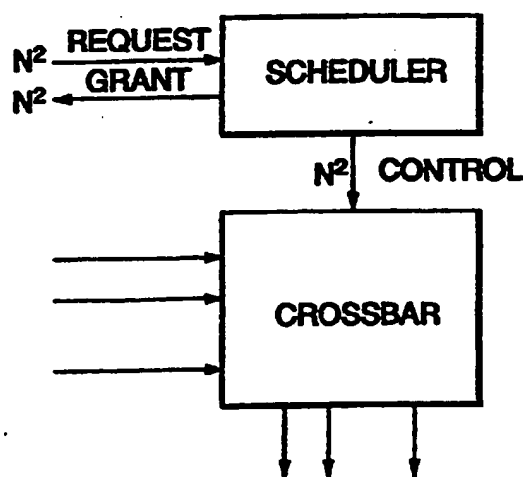 N² REQUEST
N² GRANT
SCHEDULER
N² CONTROL
CROSSBAR